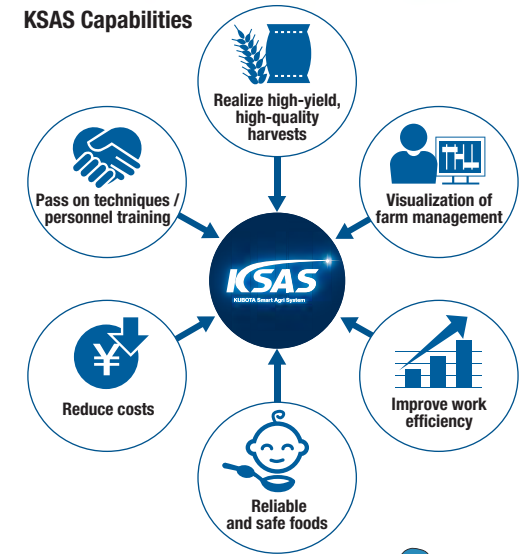 KSAS Capabilities
Realize high-yield,
high-quality
harvests
Pass on techniques /
personnel training
Visualization of
farm management
KSAS
KUBOTA Smart Agri System
¥
Reduce costs
Improve work
efficiency
Reliable
and safe foods